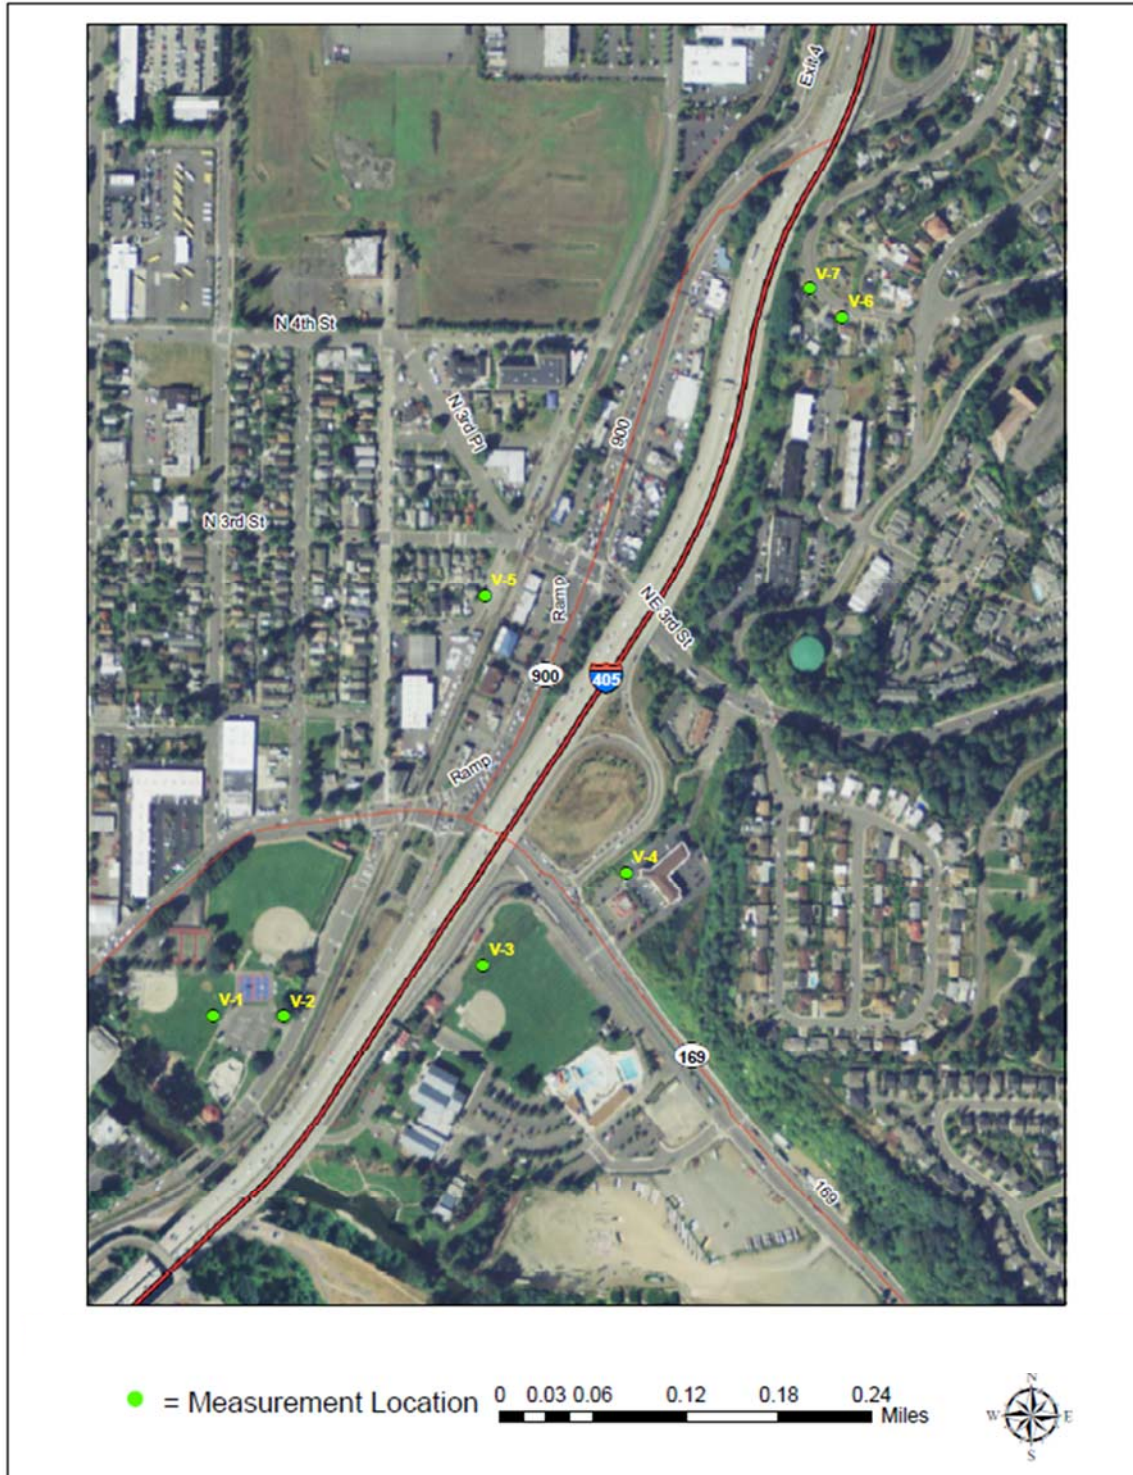 Exit 4
V-7
V-6
N 4th St
N 3rd Pl
900
N 3rd St
V-5
Ramp
NE 3rd St
900
405
Ramp
V-4
V-3
V-1
V-2
169
169
= Measurement Location
0 0.03 0.06 0.12 0.18 0.24
Miles
N
W E
S